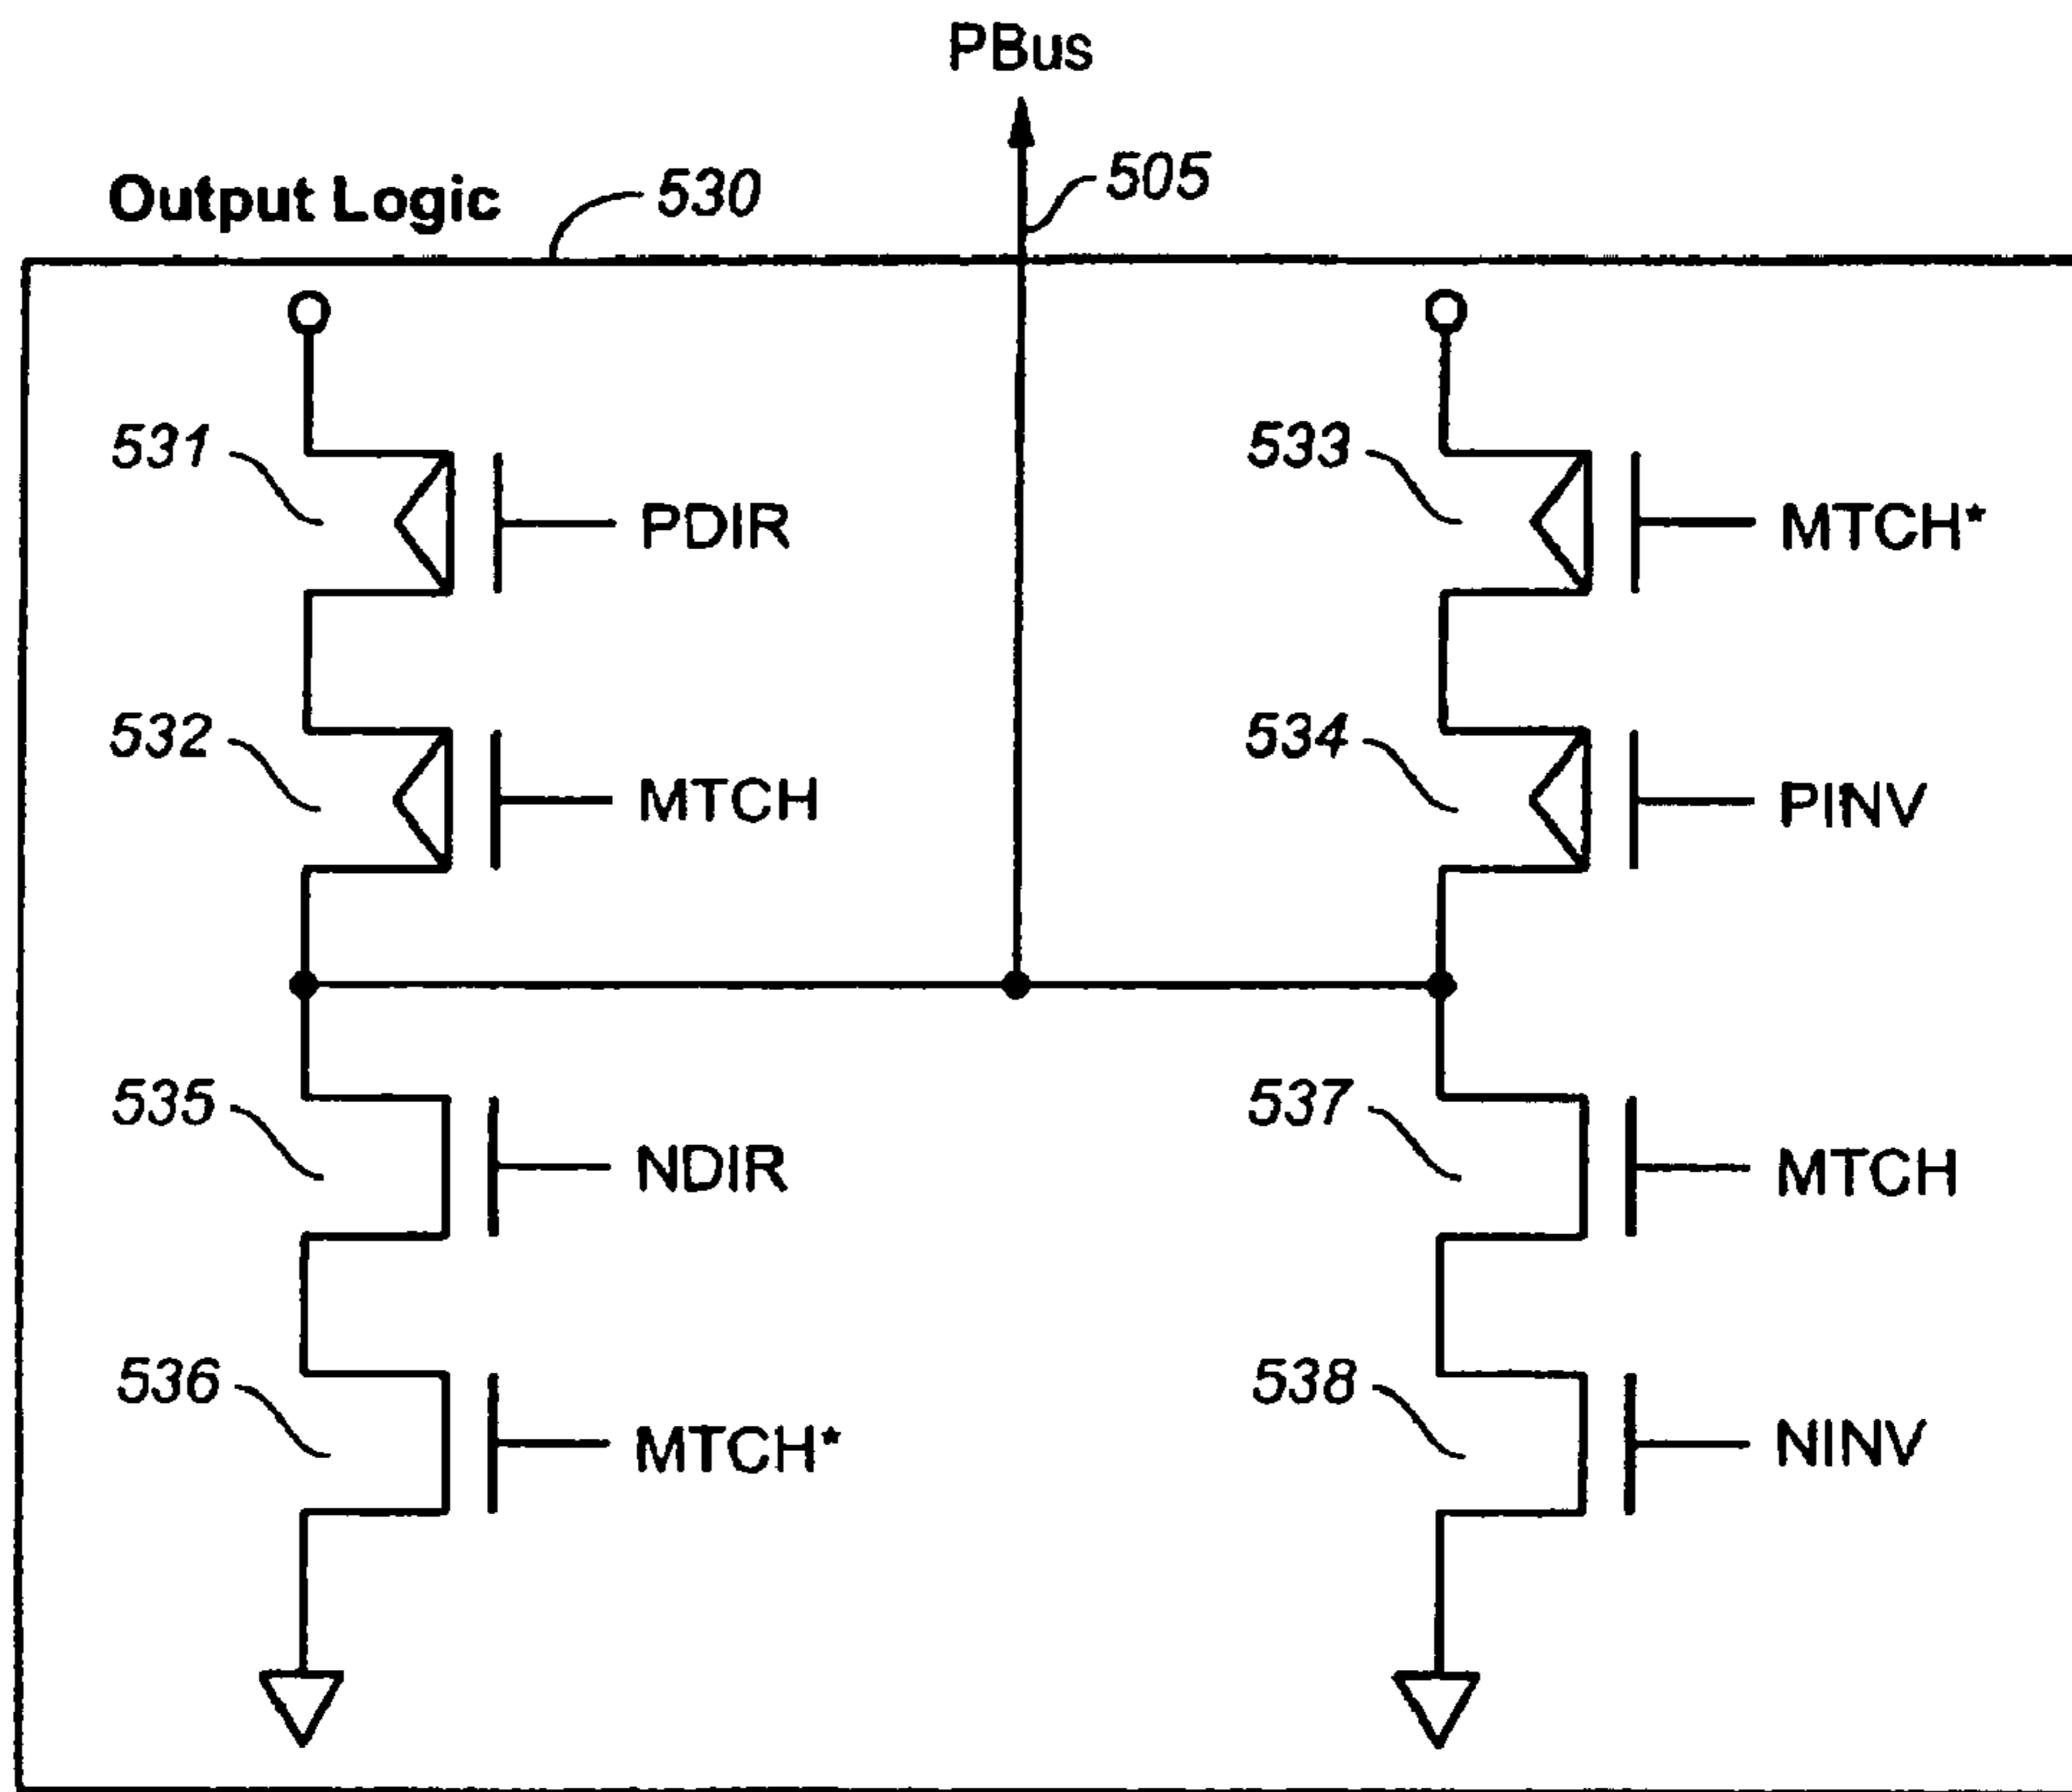 PBus
505
Output Logic
530
531
PDIR
533
MTCH*
532
MTCH
534
PINV
535
NDIR
537
MTCH
536
MTCH*
538
NINV